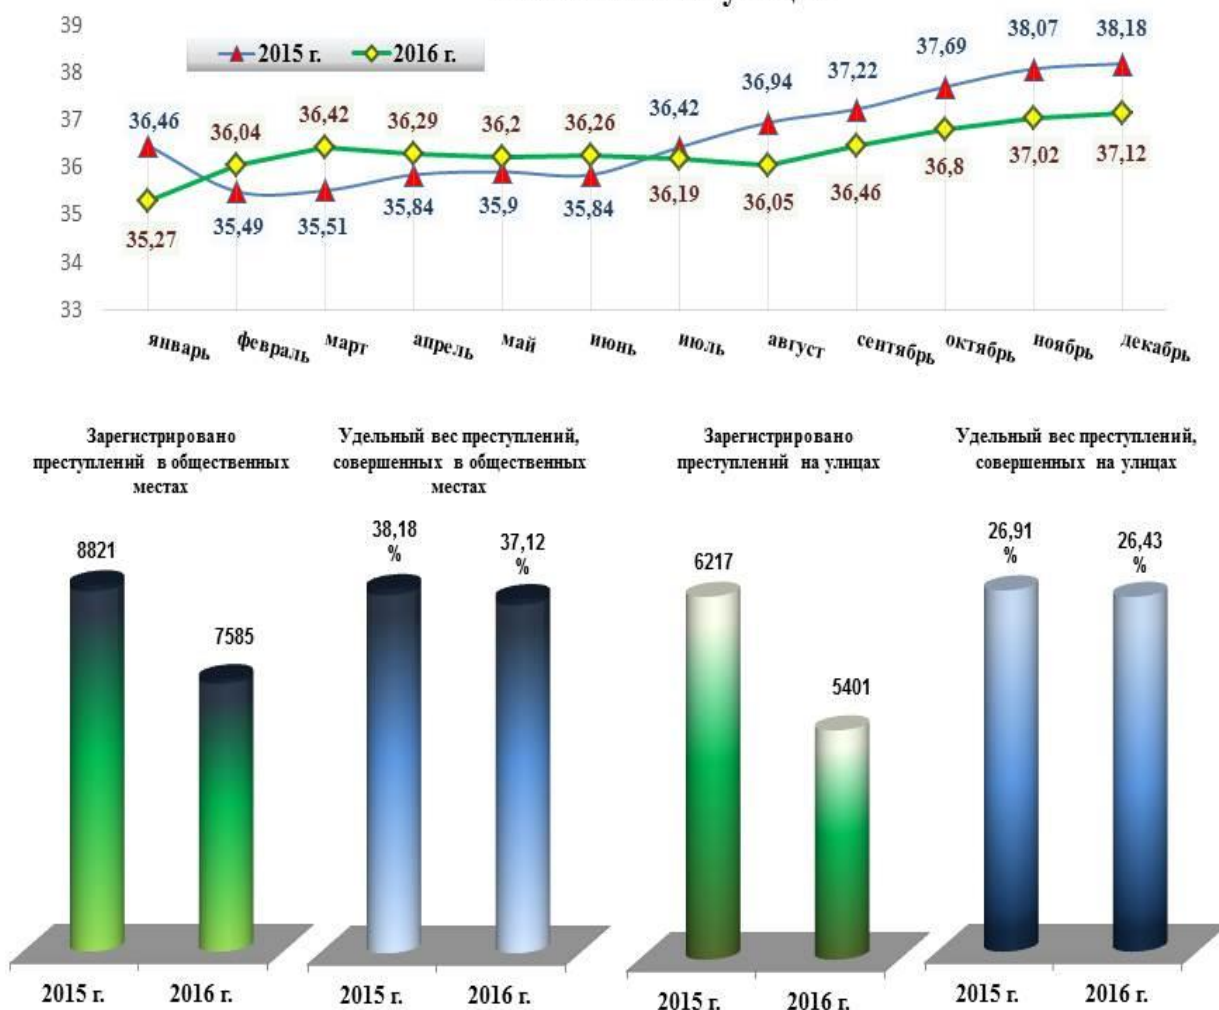 39
38
37
36
35
34
33
2015 г. 2016 г.
36,46 35,49 35,51 35,84 35,9 35,84 36,42 36,94 37,22 37,69 38,07 38,18
35,27 36,04 36,42 36,29 36,2 36,26 36,19 36,05 36,46 36,8 37,02 37,12
январь февраль март апрель май июнь июль август сентябрь октябрь ноябрь декабрь
Зарегистрировано
преступлений в общественных
местах
8821
7585
2015 г. 2016 г.
Удельный вес преступлений,
совершенных в общественных
местах
38,18
%
37,12
%
2015 г. 2016 г.
Зарегистрировано
преступлений на улицах
6217
5401
2015 г. 2016 г.
Удельный вес преступлений,
совершенных на улицах
26,91
%
26,43
%
2015 г. 2016 г.